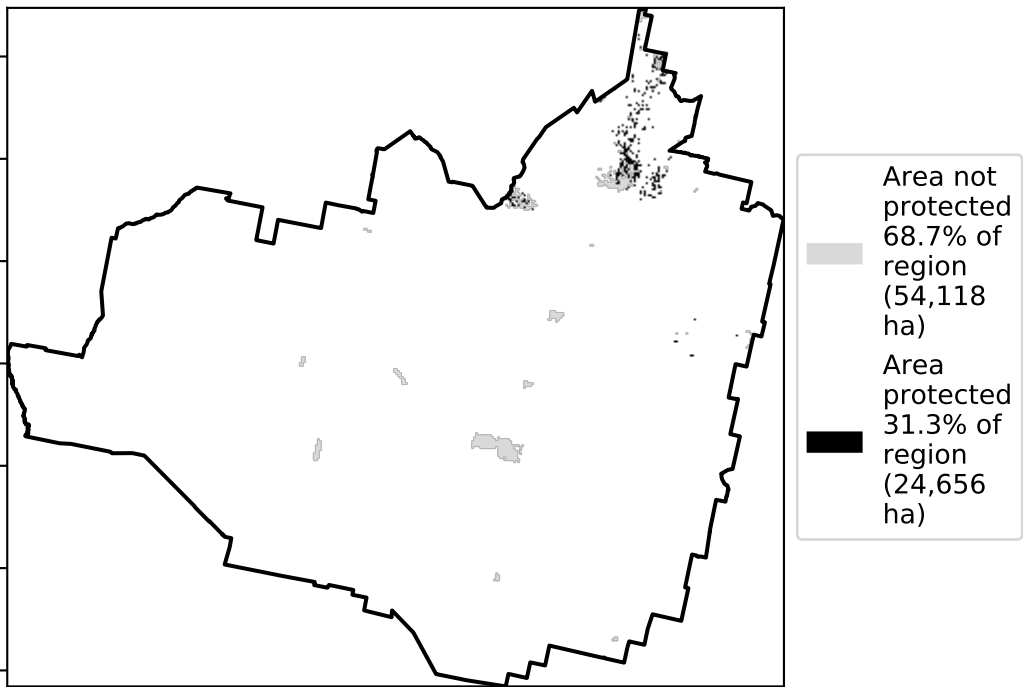 Area not
protected
68.7% of
region
(54,118
ha)
Area
protected
31.3% of
region
(24,656
ha)